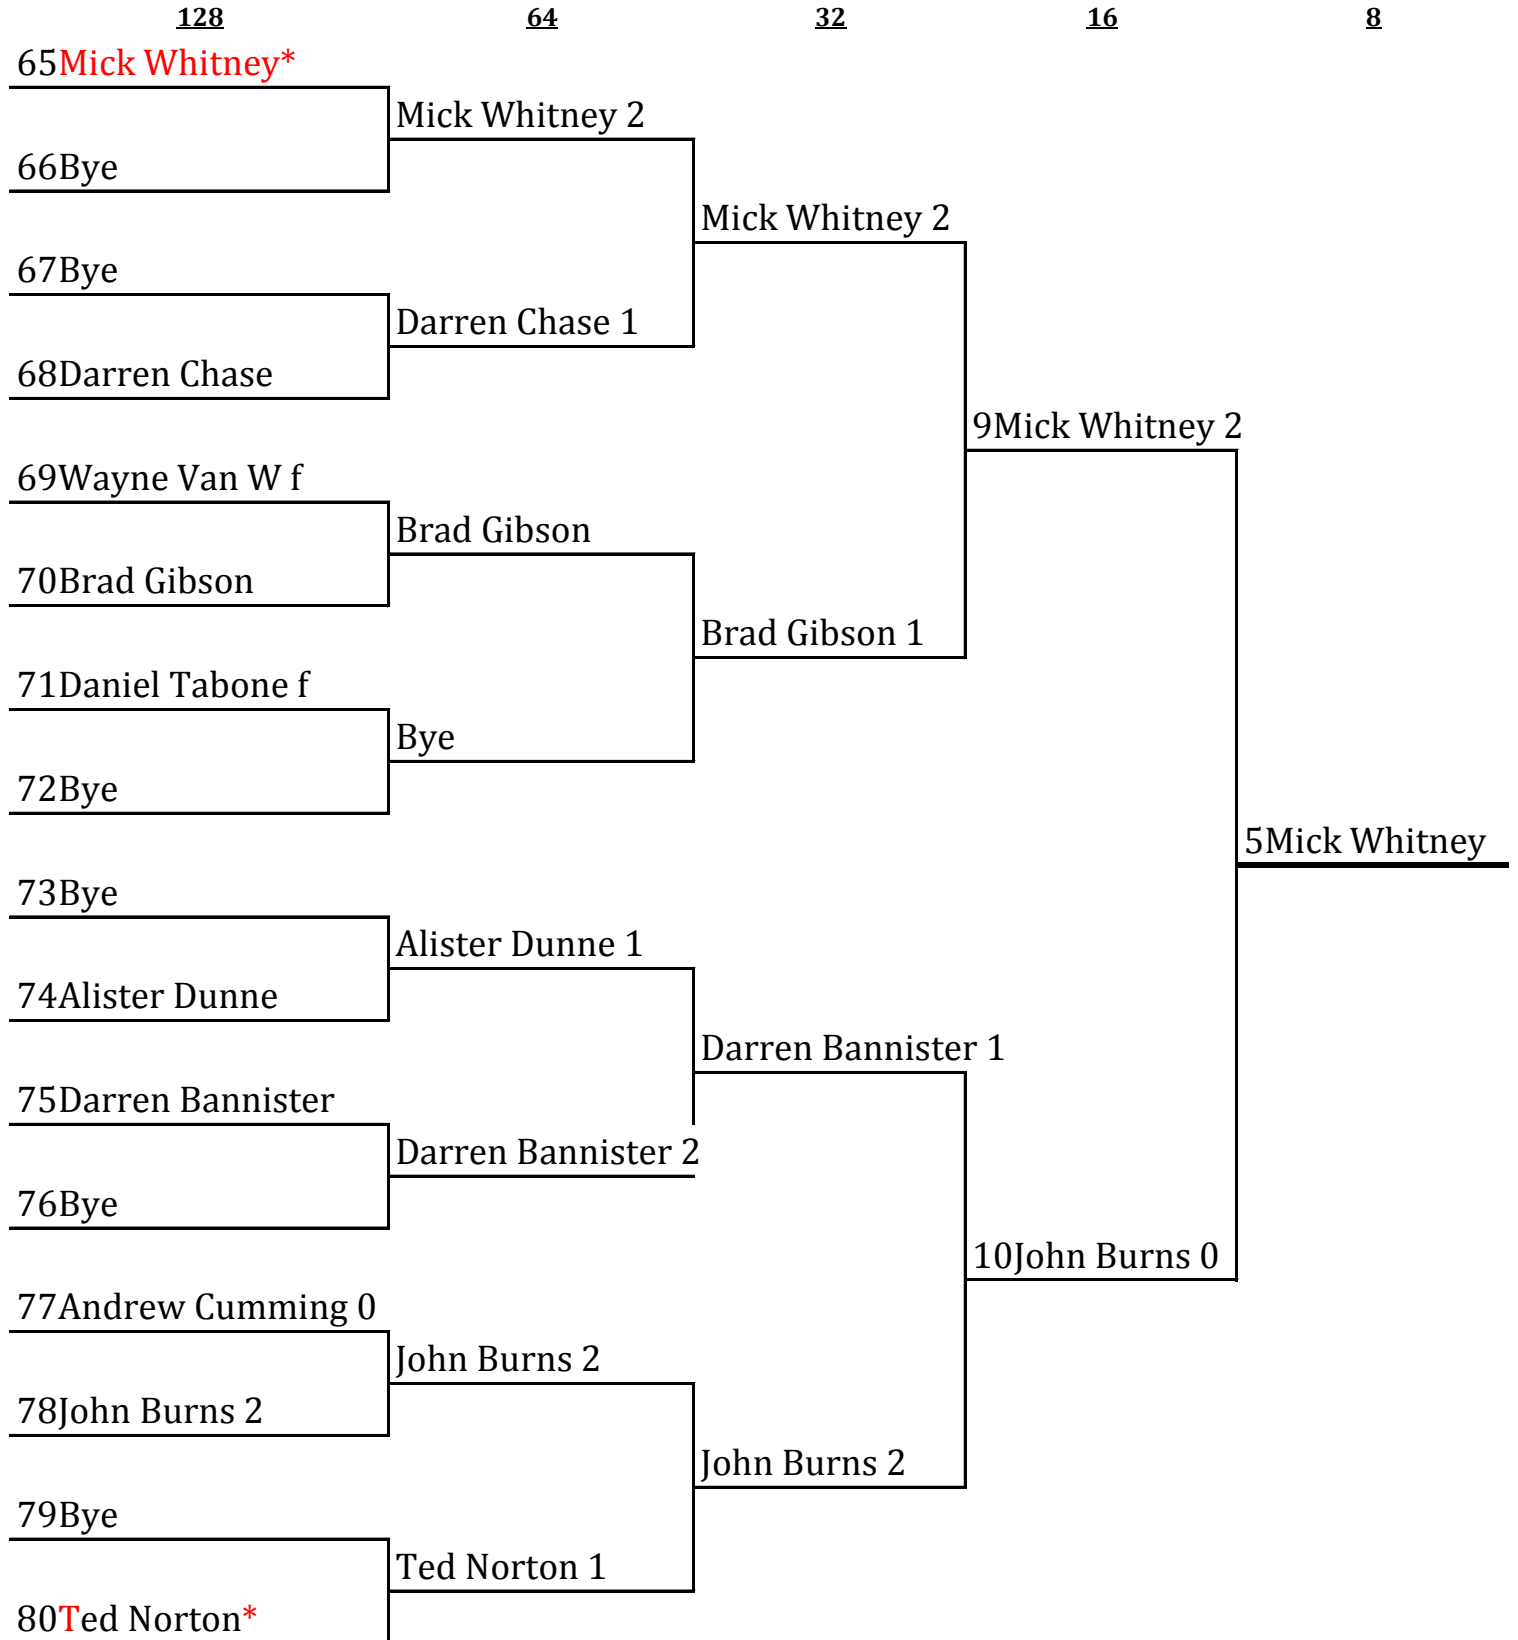 128 64 32 16 8
65Mick Whitney*
Mick Whitney 2
66Bye
Mick Whitney 2
67Bye
Darren Chase 1
68Darren Chase
9Mick Whitney 2
69Wayne Van W f
Brad Gibson
70Brad Gibson
Brad Gibson 1
71Daniel Tabone f
Bye
72Bye
5Mick Whitney
73Bye
Alister Dunne 1
74Alister Dunne
Darren Bannister 1
75Darren Bannister
Darren Bannister 2
76Bye
10John Burns 0
77Andrew Cumming 0
John Burns 2
78John Burns 2
John Burns 2
79Bye
Ted Norton 1
80Ted Norton*